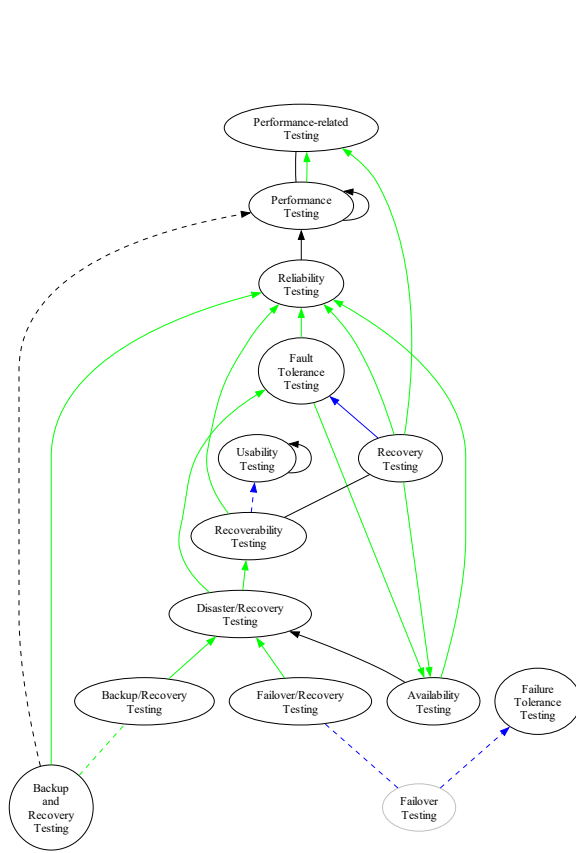 Performance-related
Testing
Performance
Testing
Reliability
Testing
Fault
Tolerance
Testing
Usability
Testing
Recovery
Testing
Recoverability
Testing
Disaster/Recovery
Testing
Backup/Recovery
Testing
Failover/Recovery
Testing
Availability
Testing
Failure
Tolerance
Testing
Backup
and
Recovery
Testing
Failover
Testing